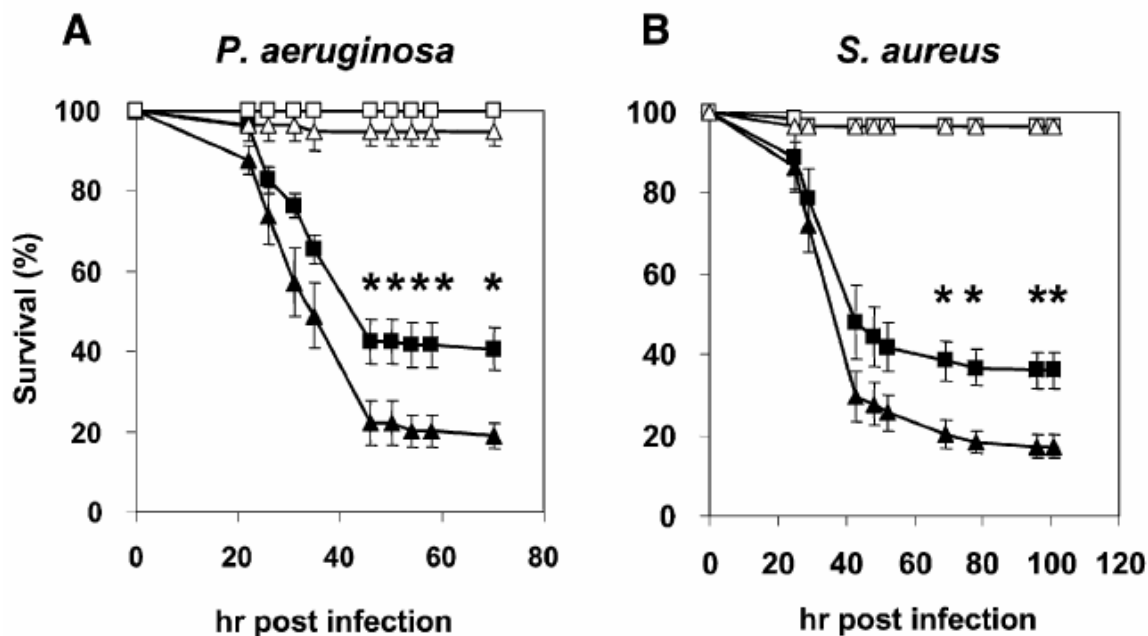 A
P. aeruginosa
B
S. aureus
Survival (%)
100
80
60
40
20
0
* * * * *
0 20 40 60 80
hr post infection
100
80
60
40
20
0
* * * *
0 20 40 60 80 100 120
hr post infection